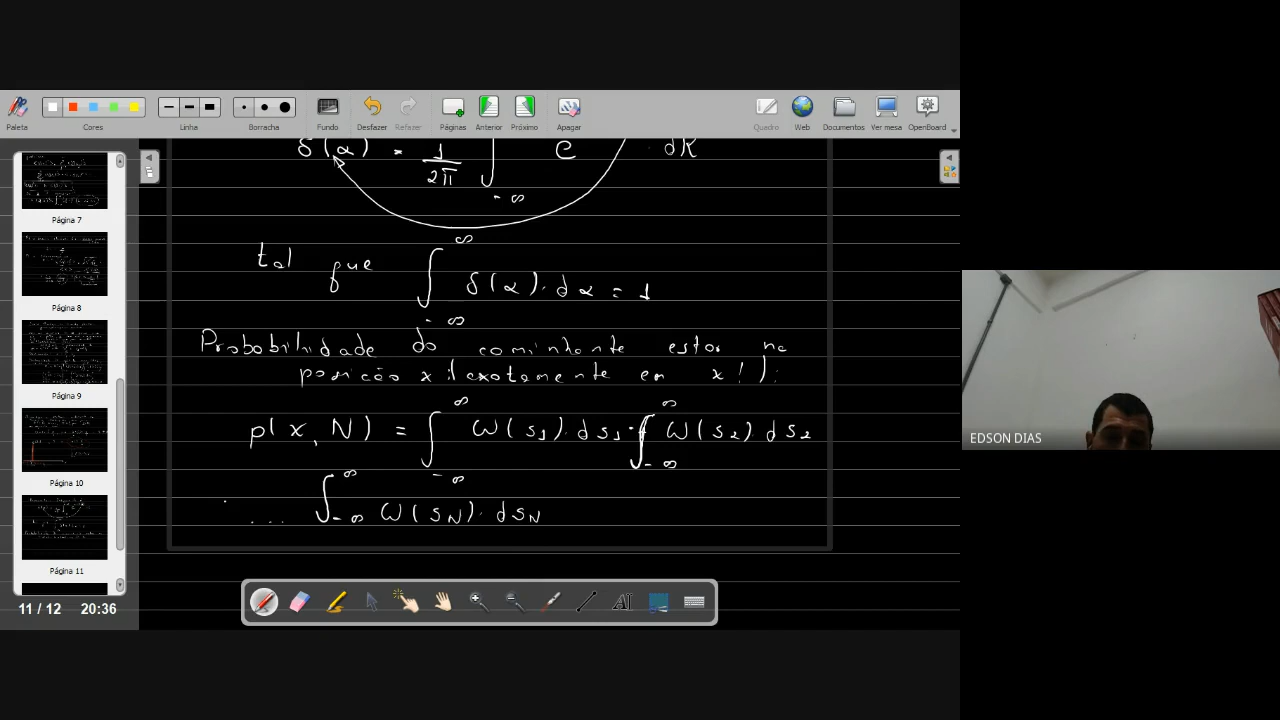 Paleta
Cores
Linha
Borracha
Fundo
Desfazer
Refazer
Páginas
Anterior
Próximo
Apagar
Quadro
Web
Documentos
Ver mesa
OpenBoard
Página 7
Página 8
Página 9
Página 10
Página 11
11 / 12 20:36
δ(α) = 1/2π ∫ -∞ e dk
tal que ∫ -∞ ∞ δ(α)·dα = 1
Probabilidade do caminhante estar na
posição x (exatamente em x!):
p(x, N) = ∫ -∞ ∞ ω(s1)·ds1·∫ -∞ ∞ ω(s2) ds2
... ∫ -∞ ∞ ω(sN)·dsN
EDSON DIAS